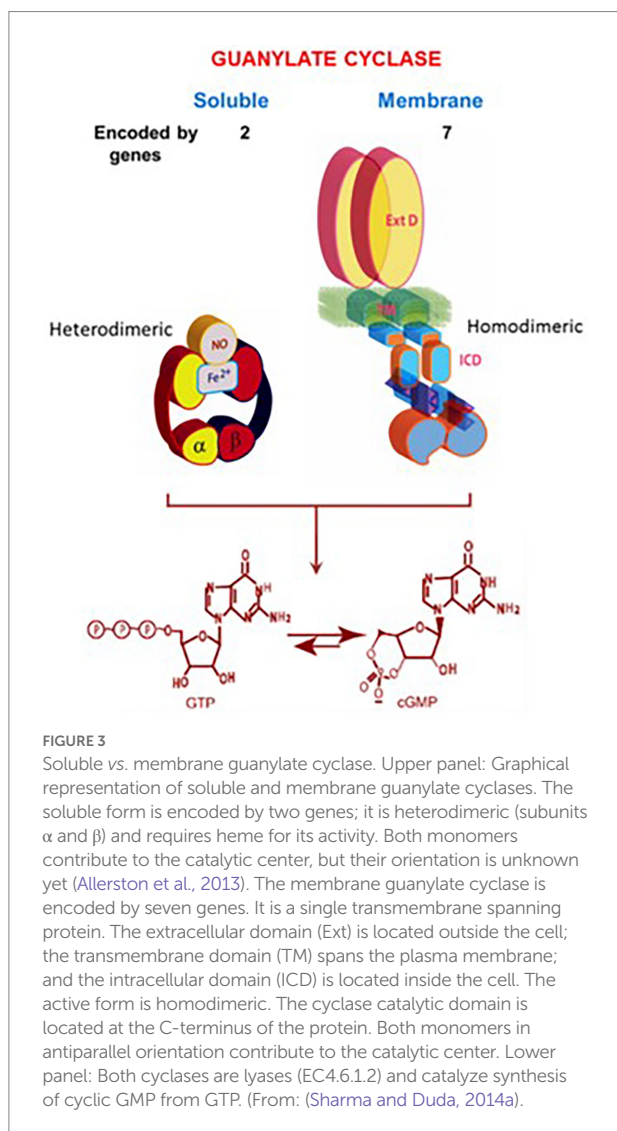 GUANYLATE CYCLASE
Soluble Membrane
Encoded by 2 7
genes
Ext D
TM
Heterodimeric Homodimeric
NO
ICD
Fe2+
α β
O
N NH
N N NH₂
P P P O O
HO OH
GTP
O
N NH
N N NH₂
O O
P O OH
O O
cGMP
FIGURE 3
Soluble vs. membrane guanylate cyclase. Upper panel: Graphical
representation of soluble and membrane guanylate cyclases. The
soluble form is encoded by two genes; it is heterodimeric (subunits
α and β) and requires heme for its activity. Both monomers
contribute to the catalytic center, but their orientation is unknown
yet (Allerston et al., 2013). The membrane guanylate cyclase is
encoded by seven genes. It is a single transmembrane spanning
protein. The extracellular domain (Ext) is located outside the cell;
the transmembrane domain (TM) spans the plasma membrane;
and the intracellular domain (ICD) is located inside the cell. The
active form is homodimeric. The cyclase catalytic domain is
located at the C-terminus of the protein. Both monomers in
antiparallel orientation contribute to the catalytic center. Lower
panel: Both cyclases are lyases (EC4.6.1.2) and catalyze synthesis
of cyclic GMP from GTP. (From: (Sharma and Duda, 2014a).